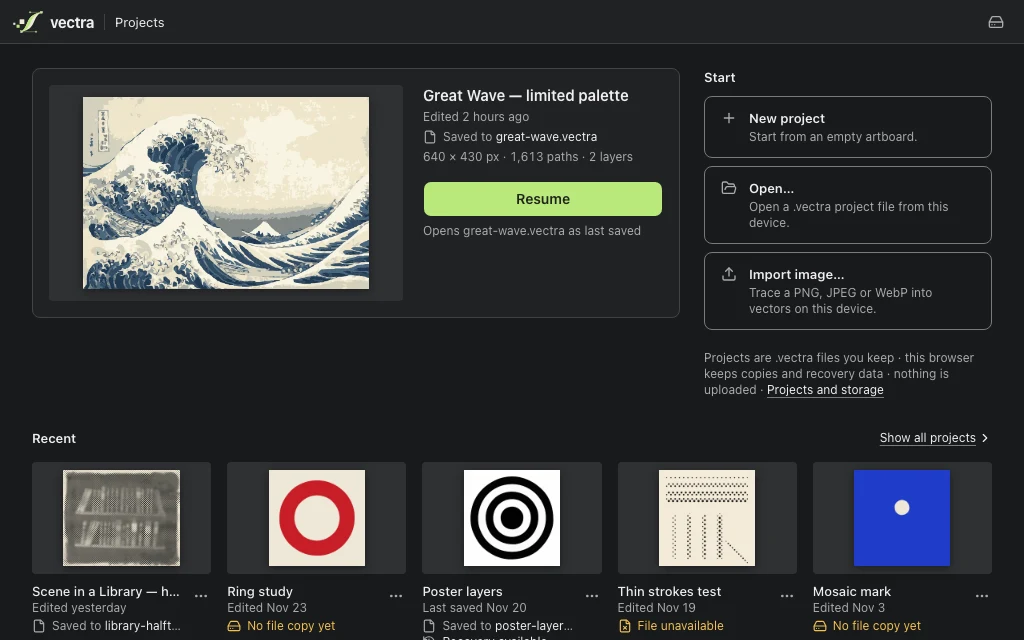 vectra
Projects
Great Wave — limited palette
Edited 2 hours ago
Saved to great-wave.vectra
640 × 430 px · 1,613 paths · 2 layers
Resume
Opens great-wave.vectra as last saved
Start
New project
Start from an empty artboard.
Open...
Open a .vectra project file from this
device.
Import image...
Trace a PNG, JPEG or WebP into
vectors on this device.
Projects are .vectra files you keep · this browser
keeps copies and recovery data · nothing is
uploaded · Projects and storage
Recent
Show all projects
Scene in a Library — h...
Edited yesterday
Saved to library-halft...
Ring study
Edited Nov 23
No file copy yet
Poster layers
Last saved Nov 20
Saved to poster-layer...
Recovery available
Thin strokes test
Edited Nov 19
File unavailable
Mosaic mark
Edited Nov 3
No file copy yet